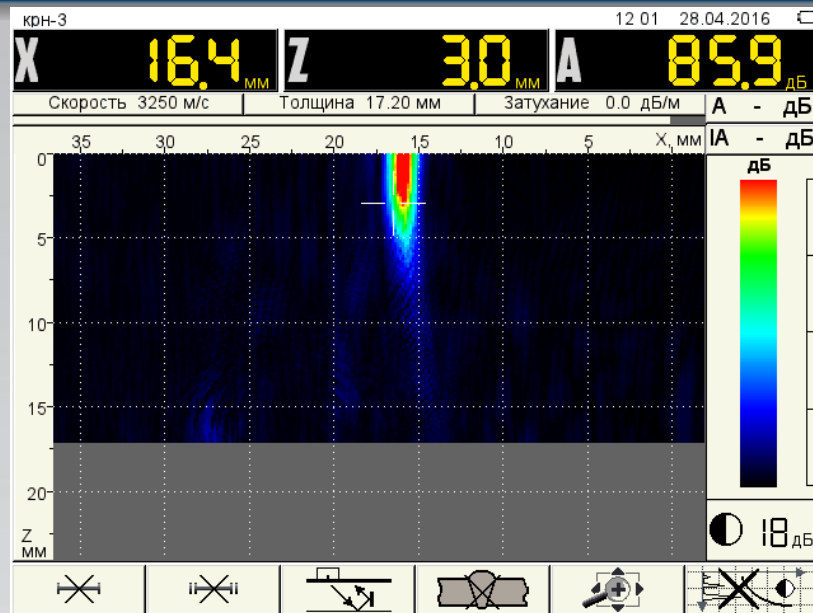 крн-3 12 01 28.04.2016
X 16.4 мм Z 3.0 мм A 85.9 дБ
Скорость 3250 м/с Толщина 17.20 мм Затухание 0.0 дБ/м A - дБ
35 30 25 20 15 10 5 X, мм IA - дБ
0 дБ
5
10
15
20
Z 18 дБ
мм